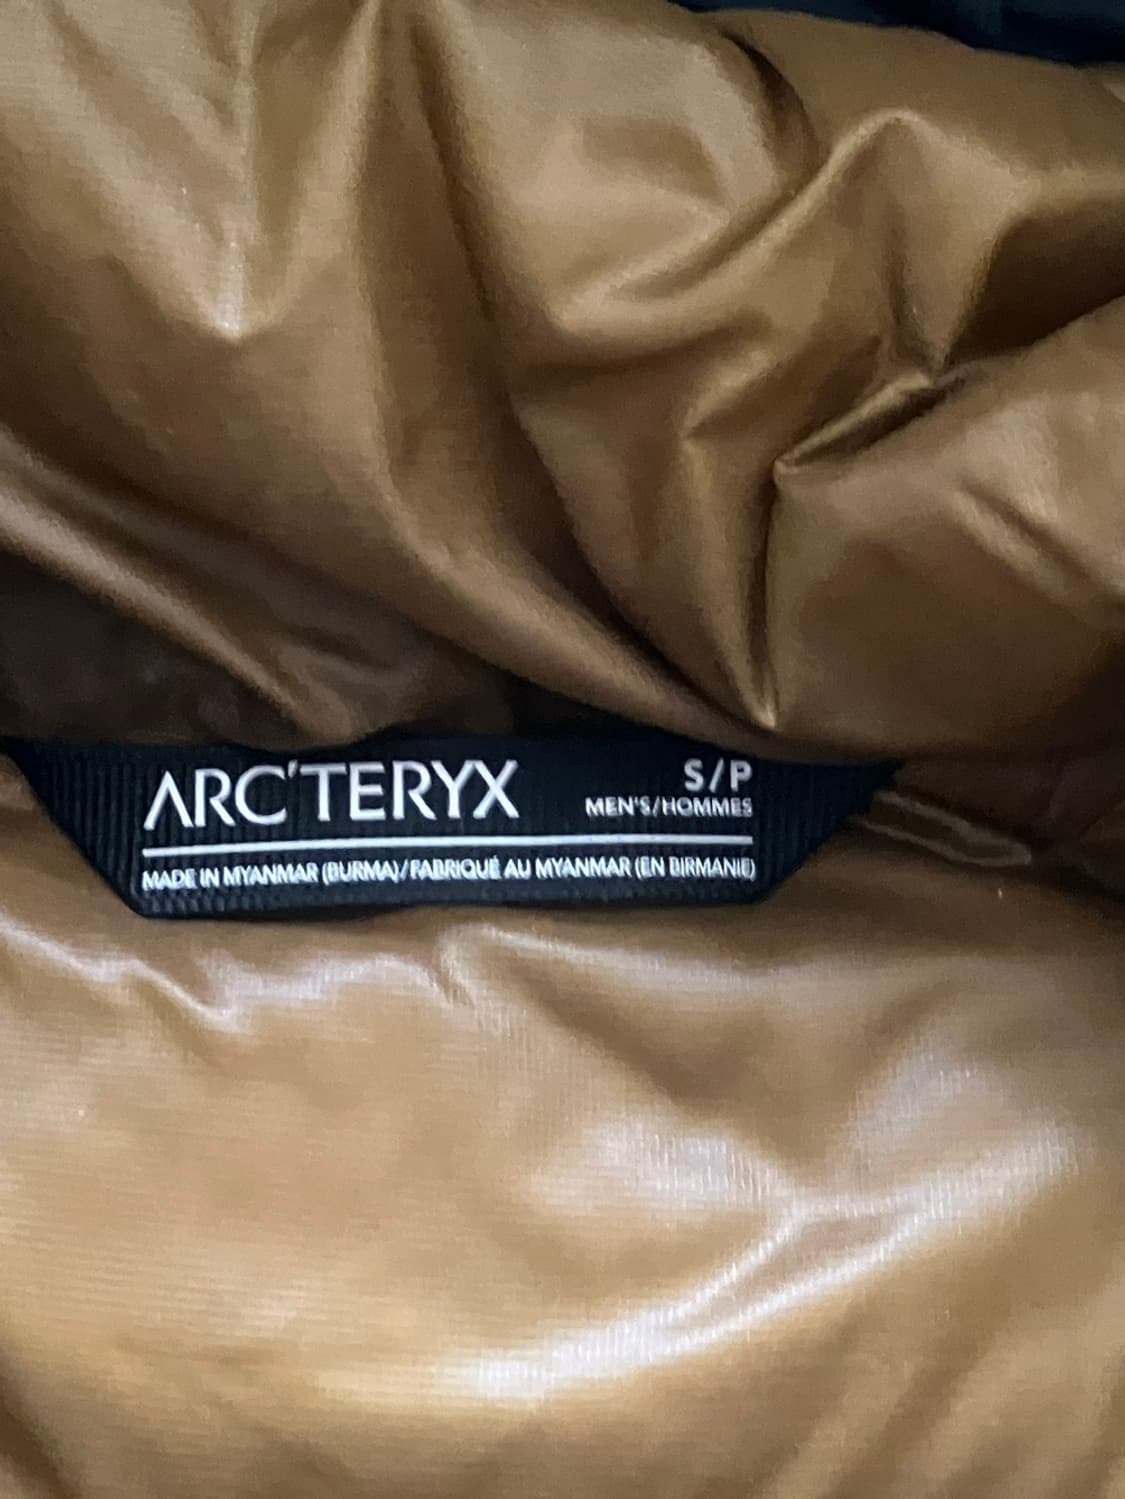 ARC'TERYX
S/P
MEN'S/HOMMES
MADE IN MYANMAR (BURMA)/FABRIQUÉ AU MYANMAR (EN BIRMANIE)